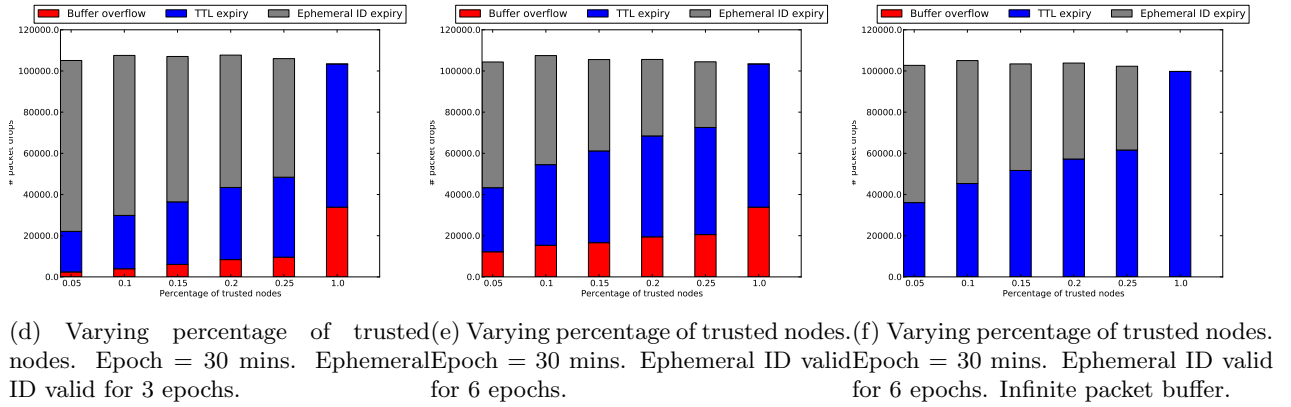 Buffer overflow TTL expiry Ephemeral ID expiry
120000.0
100000.0
80000.0
60000.0
40000.0
20000.0
0.0
# packet drops
0.05 0.1 0.15 0.2 0.25 1.0
Percentage of trusted nodes
(d) Varying percentage of trusted
nodes. Epoch = 30 mins. Ephemeral
ID valid for 3 epochs.
Buffer overflow TTL expiry Ephemeral ID expiry
120000.0
100000.0
80000.0
60000.0
40000.0
20000.0
0.0
# packet drops
0.05 0.1 0.15 0.2 0.25 1.0
Percentage of trusted nodes
(e) Varying percentage of trusted nodes.
Epoch = 30 mins. Ephemeral ID valid
for 6 epochs.
Buffer overflow TTL expiry Ephemeral ID expiry
120000.0
100000.0
80000.0
60000.0
40000.0
20000.0
0.0
# packet drops
0.05 0.1 0.15 0.2 0.25 1.0
Percentage of trusted nodes
(f) Varying percentage of trusted nodes.
Epoch = 30 mins. Ephemeral ID valid
for 6 epochs. Infinite packet buffer.